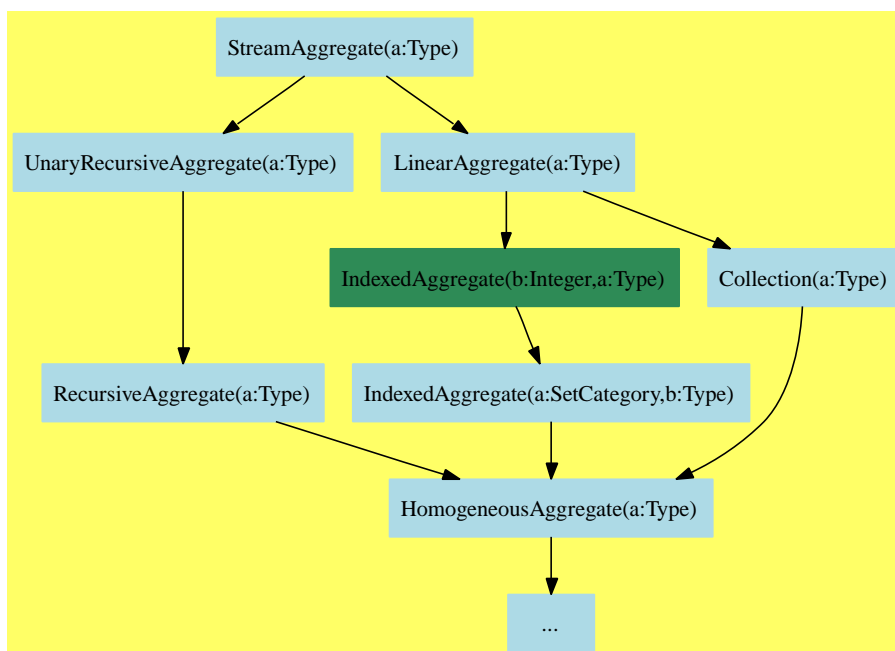 StreamAggregate(a:Type)
UnaryRecursiveAggregate(a:Type)
LinearAggregate(a:Type)
IndexedAggregate(b:Integer,a:Type)
Collection(a:Type)
RecursiveAggregate(a:Type)
IndexedAggregate(a:SetCategory,b:Type)
HomogeneousAggregate(a:Type)
...